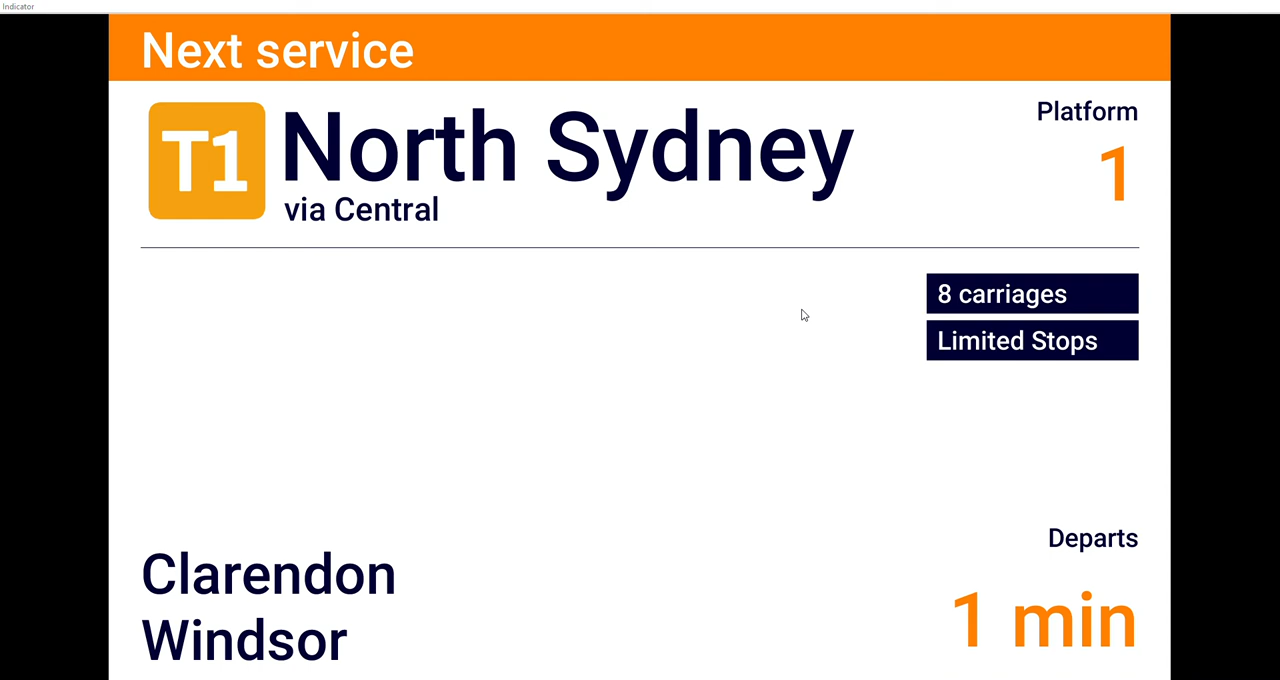 Indicator
Next service
T1
North Sydney
via Central
Platform
1
8 carriages
Limited Stops
Departs
1 min
Clarendon
Windsor